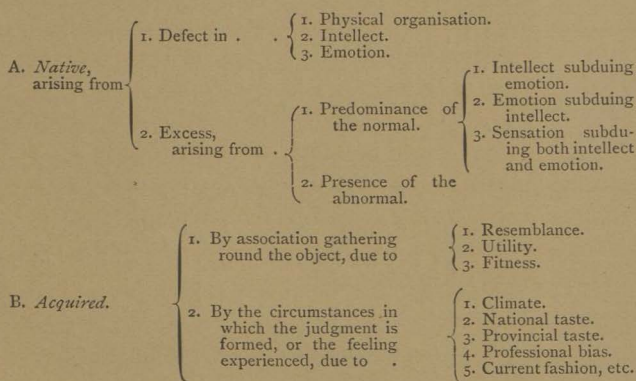 A. Native,
arising from
1. Defect in . .
1. Physical organisation.
2. Intellect.
3. Emotion.
2. Excess,
arising from .
1. Predominance of
the normal.
1. Intellect subduing
emotion.
2. Emotion subduing
intellect.
3. Sensation subdu-
ing both intellect
and emotion.
2. Presence of the
abnormal.
B. Acquired.
1. By association gathering
round the object, due to
1. Resemblance.
2. Utility.
3. Fitness.
2. By the circumstances in
which the judgment is
formed, or the feeling
experienced, due to .
1. Climate.
2. National taste.
3. Provincial taste.
4. Professional bias.
5. Current fashion, etc.